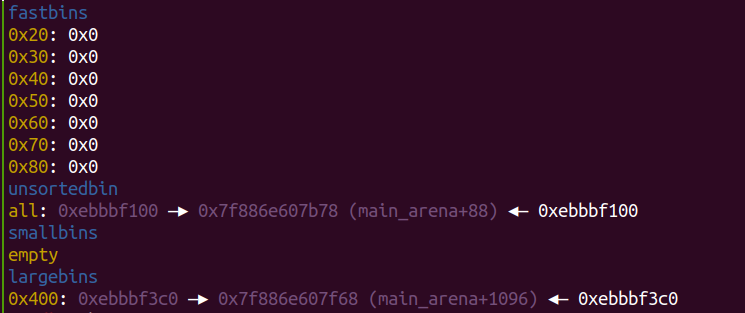 fastbins
0x20: 0x0
0x30: 0x0
0x40: 0x0
0x50: 0x0
0x60: 0x0
0x70: 0x0
0x80: 0x0
unsortedbin
all: 0xebbbf100 —▸ 0x7f886e607b78 (main_arena+88) ◂— 0xebbbf100
smallbins
empty
largebins
0x400: 0xebbbf3c0 —▸ 0x7f886e607f68 (main_arena+1096) ◂— 0xebbbf3c0